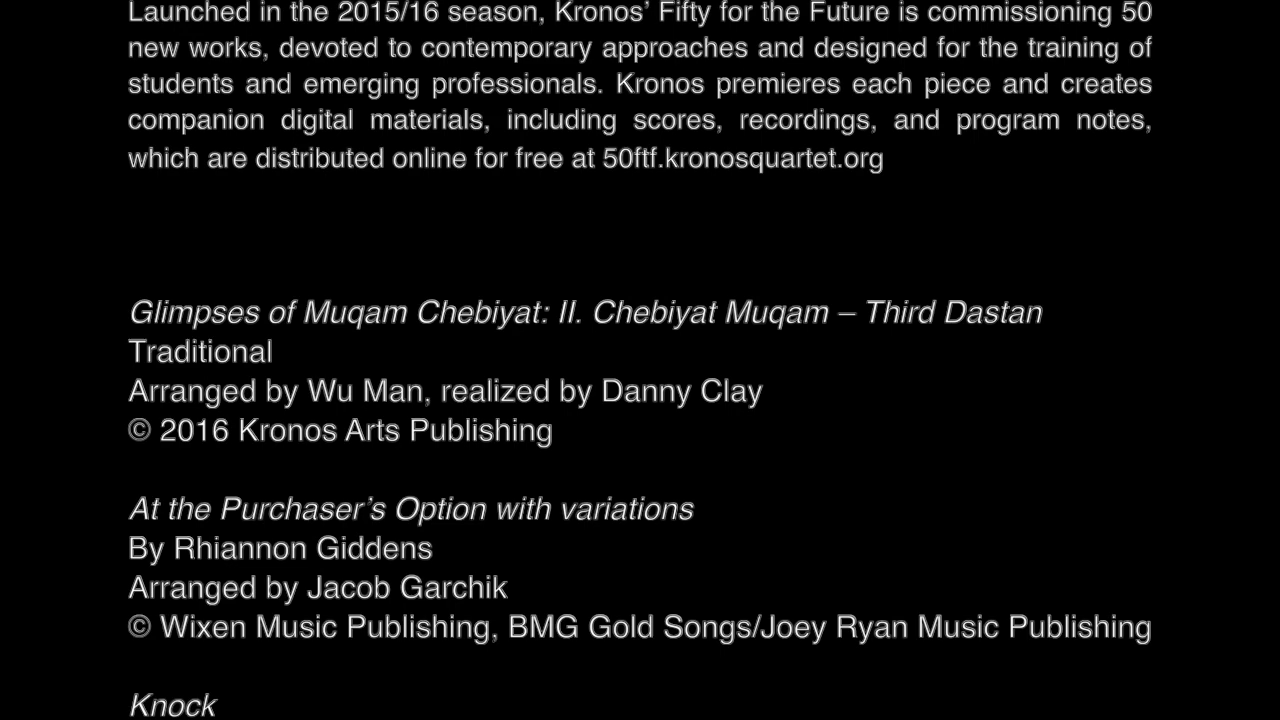 Launched in the 2015/16 season, Kronos’ Fifty for the Future is commissioning 50
new works, devoted to contemporary approaches and designed for the training of
students and emerging professionals. Kronos premieres each piece and creates
companion digital materials, including scores, recordings, and program notes,
which are distributed online for free at 50ftf.kronosquartet.org
Glimpses of Muqam Chebiyat: II. Chebiyat Muqam – Third Dastan
Traditional
Arranged by Wu Man, realized by Danny Clay
© 2016 Kronos Arts Publishing
At the Purchaser’s Option with variations
By Rhiannon Giddens
Arranged by Jacob Garchik
© Wixen Music Publishing, BMG Gold Songs/Joey Ryan Music Publishing
Knock